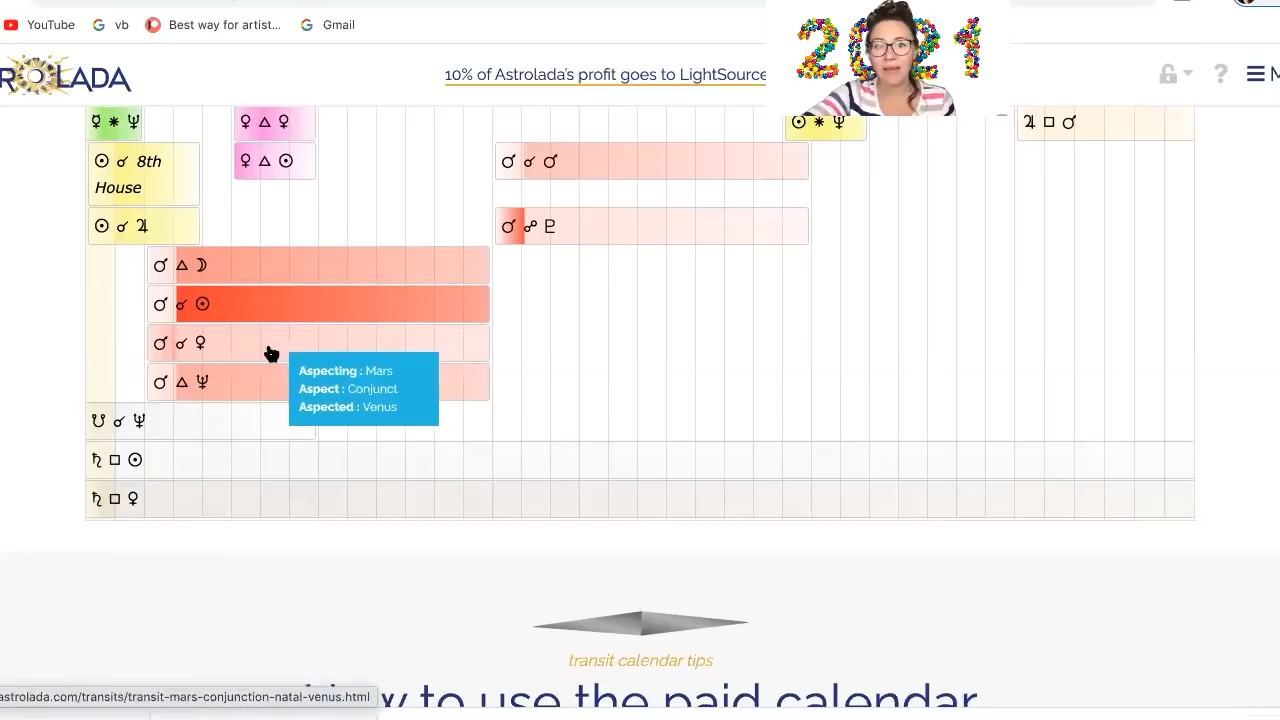 YouTube
vb
Best way for artist...
Gmail
2021
ROLADA
10% of Astrolada's profit goes to LightSource
?
M
☿ ⚹ ♆
♀ △ ♀
☉ ⚹ ♆
♃ □ ♂
☉ ☌ 8th
House
♀ △ ☉
♂ ☌ ♂
☉ ☌ ♃
♂ ☍ ♇
♂ △ ☽
♂ ☌ ☉
♂ ☌ ♀
♂ △ ♆
Aspecting : Mars
Aspect : Conjunct
Aspected : Venus
☋ ☌ ♆
♄ □ ☉
♄ □ ♀
transit calendar tips
astrolada.com/transits/transit-mars-conjunction-natal-venus.html
to use the paid calendar